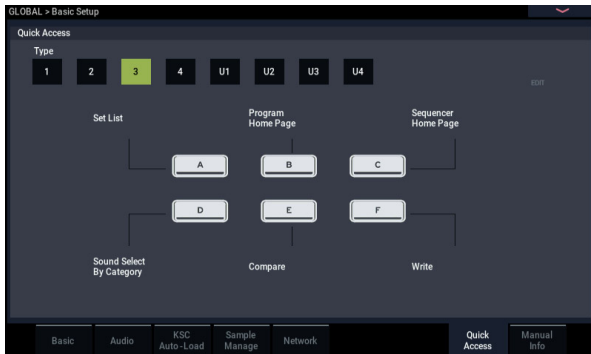 GLOBAL > Basic Setup
Quick Access
Type
1 2 3 4 U1 U2 U3 U4
EDIT
Set List
Program
Home Page
Sequencer
Home Page
A B C
D E F
Sound Select
By Category
Compare
Write
Basic
Audio
KSC
Auto-Load
Sample
Manage
Network
Quick
Access
Manual
Info